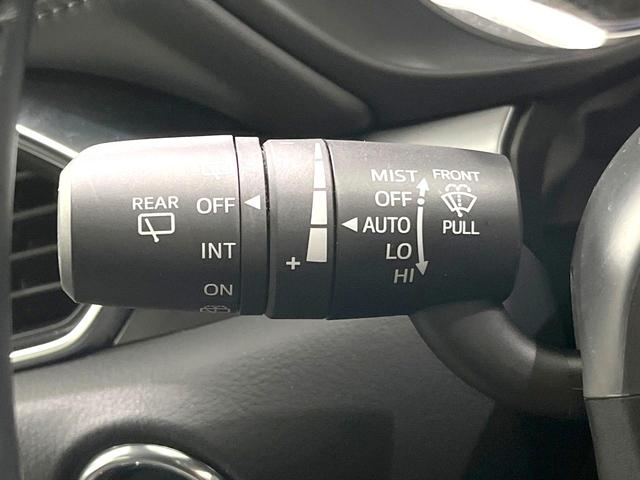 REAR
OFF
INT
ON
+
MIST
OFF
AUTO
LO
HI
FRONT
PULL